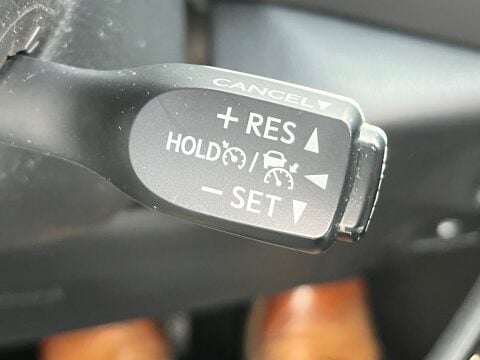 CANCEL
+ RES
HOLD /
− SET